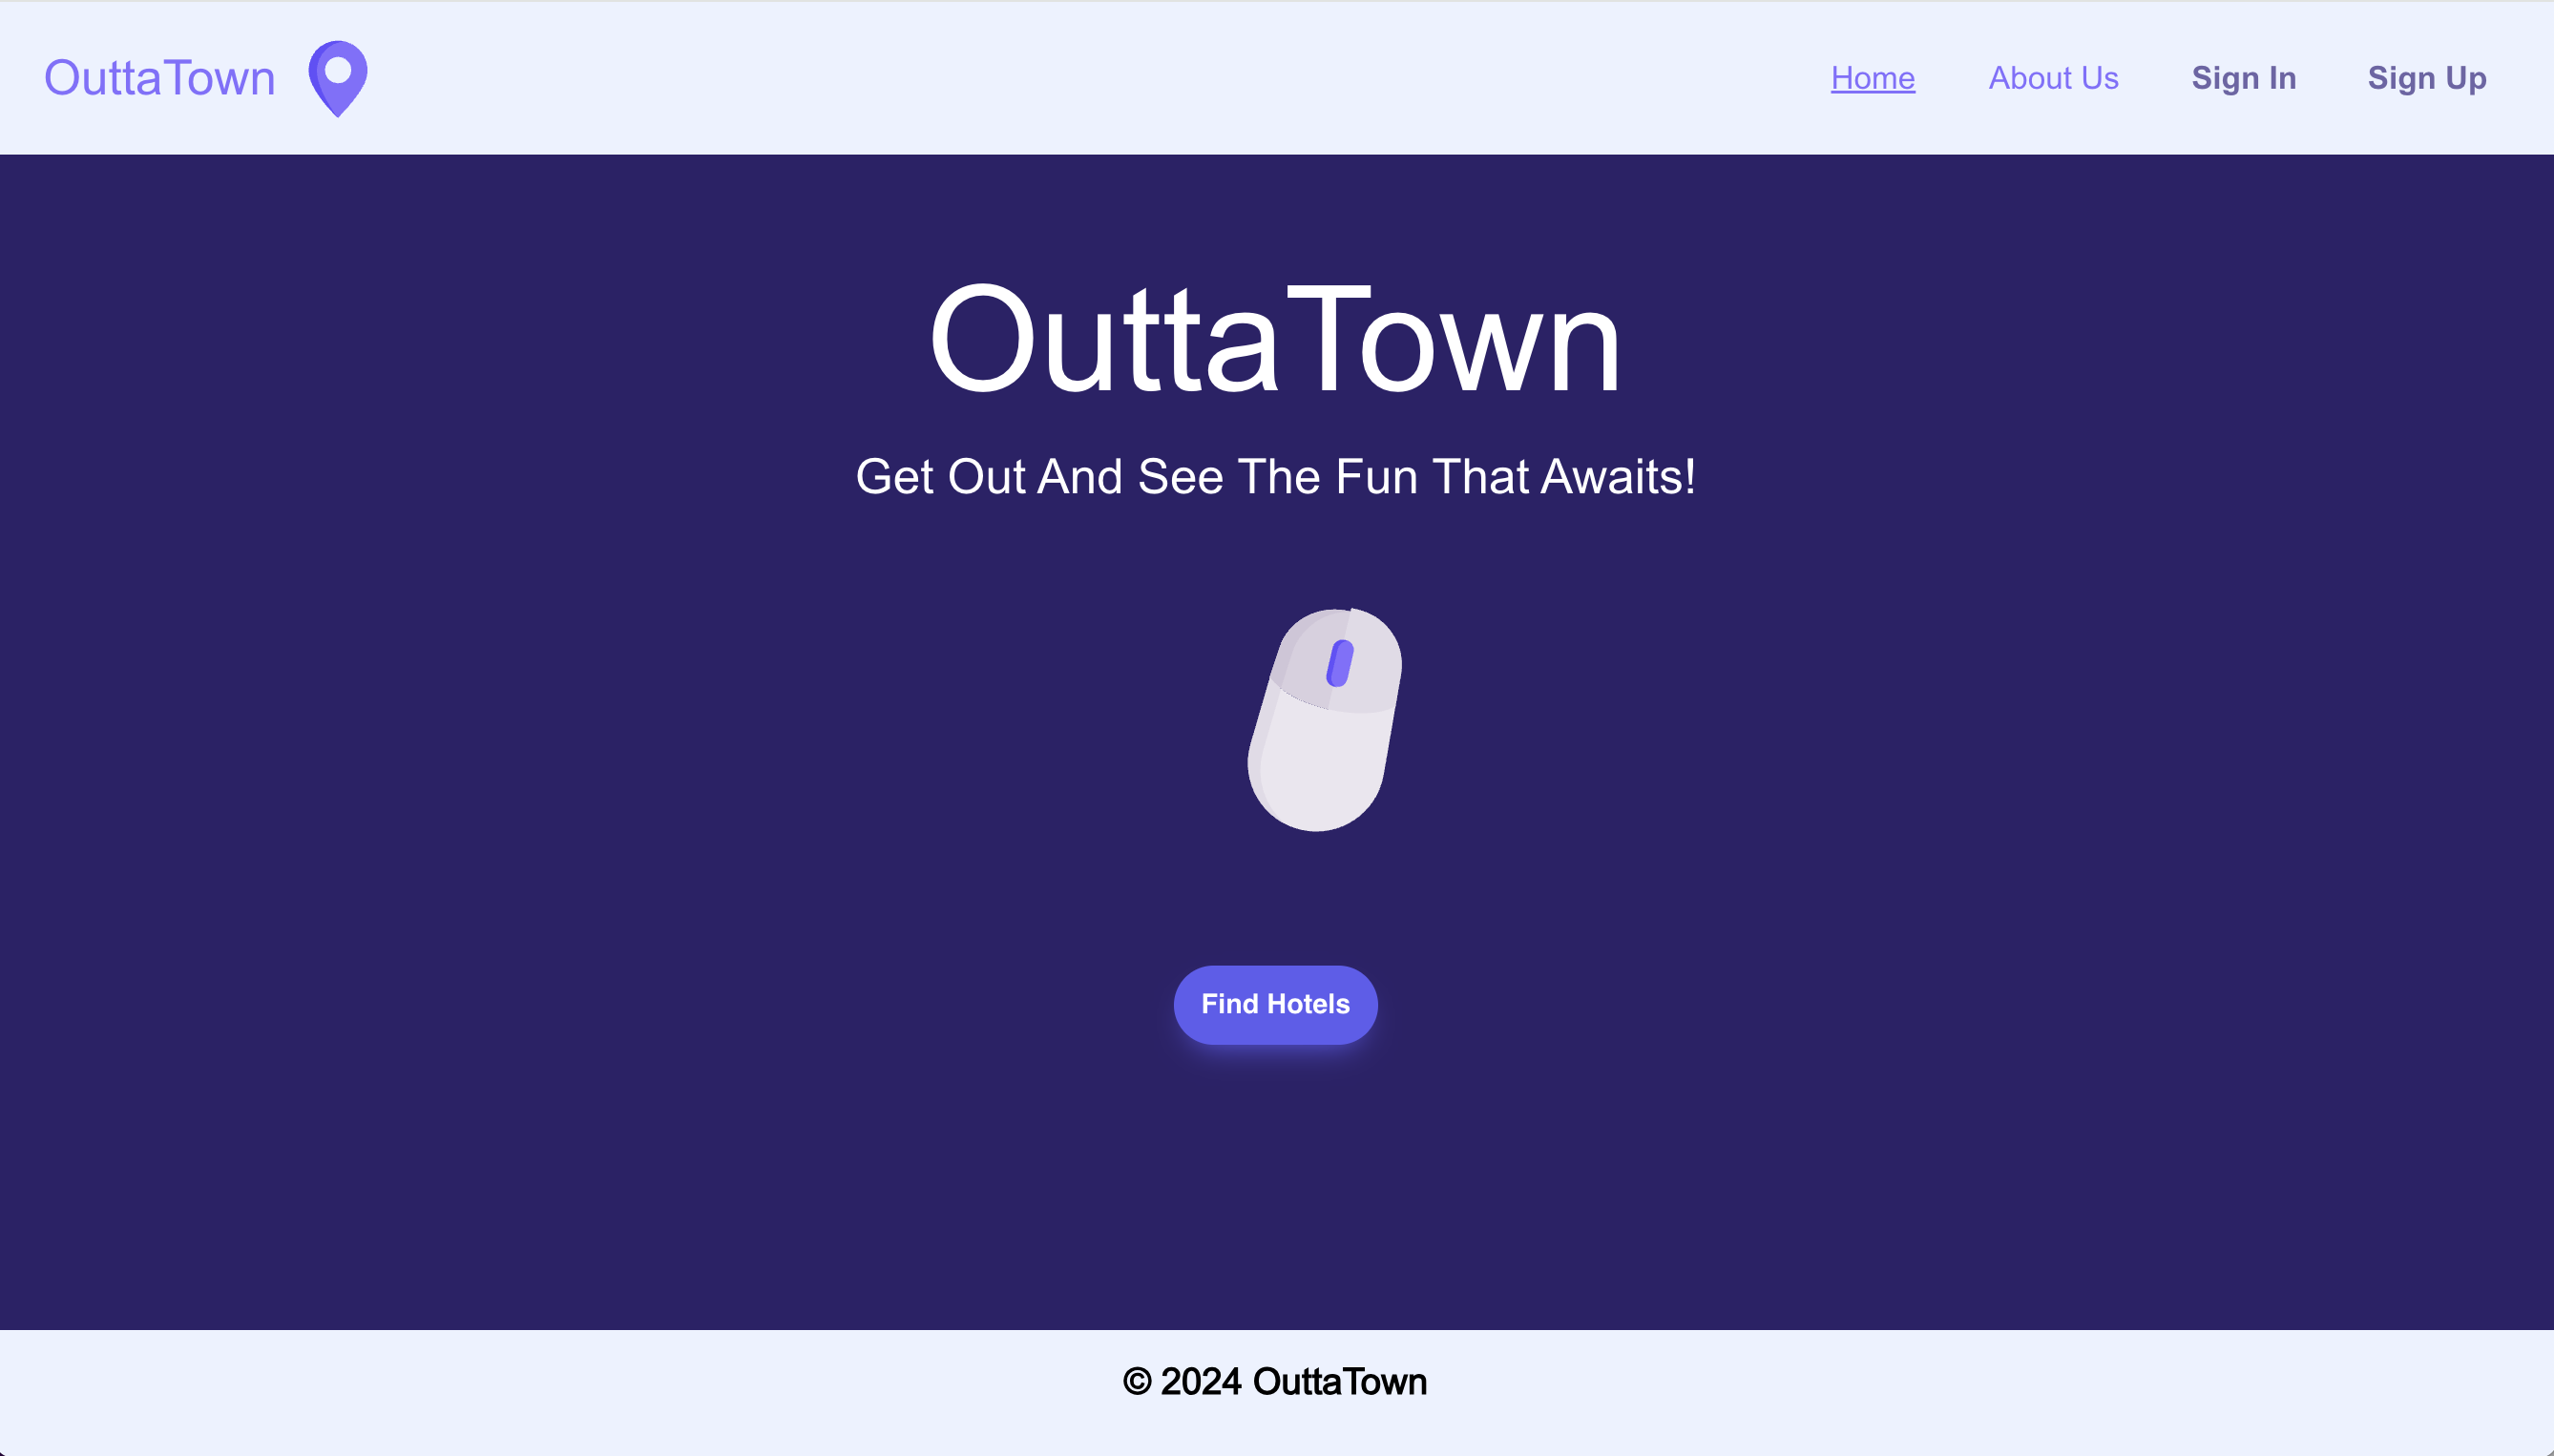 OuttaTown
Home About Us Sign In Sign Up
OuttaTown
Get Out And See The Fun That Awaits!
Find Hotels
© 2024 OuttaTown